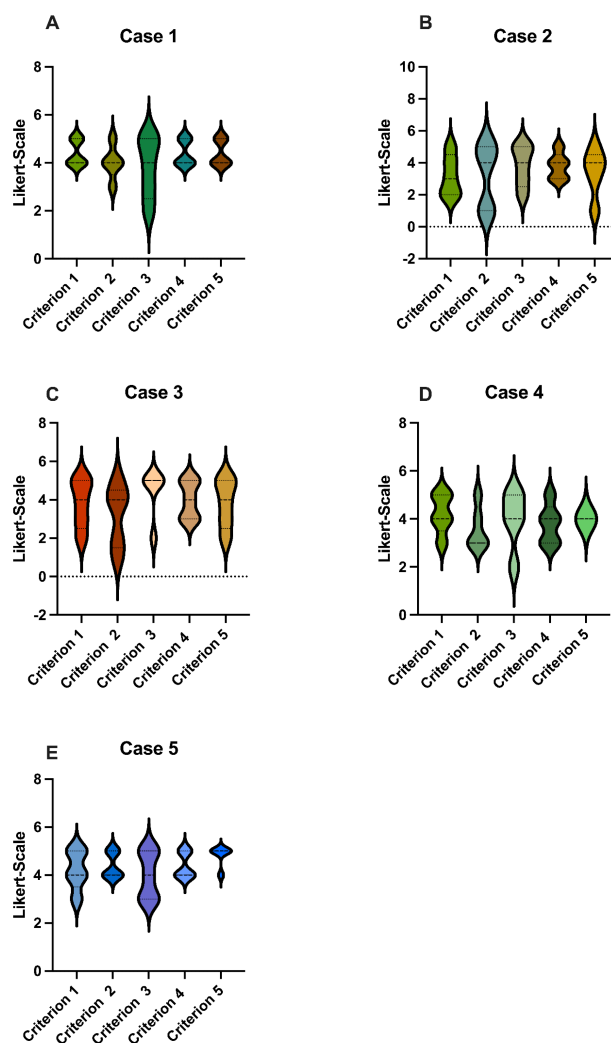 A
Case 1
Likert-Scale
8
6
4
2
0
Criterion 1
Criterion 2
Criterion 3
Criterion 4
Criterion 5
B
Case 2
Likert-Scale
10
8
6
4
2
0
-2
Criterion 1
Criterion 2
Criterion 3
Criterion 4
Criterion 5
C
Case 3
Likert-Scale
8
6
4
2
0
-2
Criterion 1
Criterion 2
Criterion 3
Criterion 4
Criterion 5
D
Case 4
Likert-Scale
8
6
4
2
0
Criterion 1
Criterion 2
Criterion 3
Criterion 4
Criterion 5
E
Case 5
Likert-Scale
8
6
4
2
0
Criterion 1
Criterion 2
Criterion 3
Criterion 4
Criterion 5